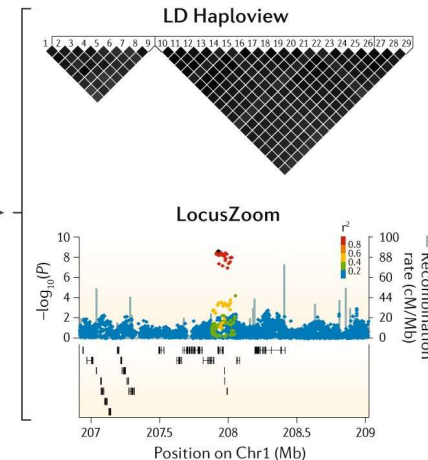 LD Haploview
1 2 3 4 5 6 7 8 9 10 11 12 13 14 15 16 17 18 19 20 21 22 23 24 25 26 27 28 29
LocusZoom
r²
0.8
0.6
0.4
0.2
10
8
6
4
2
0
−log₁₀(P)
100
88
60
44
20
0
Recombination
rate (cM/Mb)
207 207.5 208 208.5 209
Position on Chr1 (Mb)